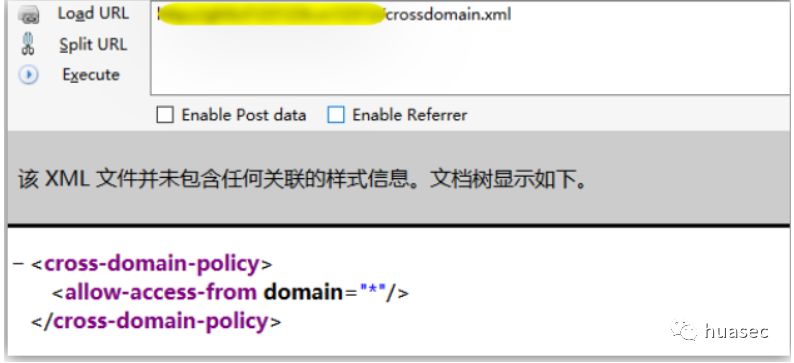 Load URL
/crossdomain.xml
Split URL
Execute
Enable Post data
Enable Referrer
该 XML 文件并未包含任何关联的样式信息。文档树显示如下。
– <cross-domain-policy>
<allow-access-from domain="*"/>
</cross-domain-policy>
huasec